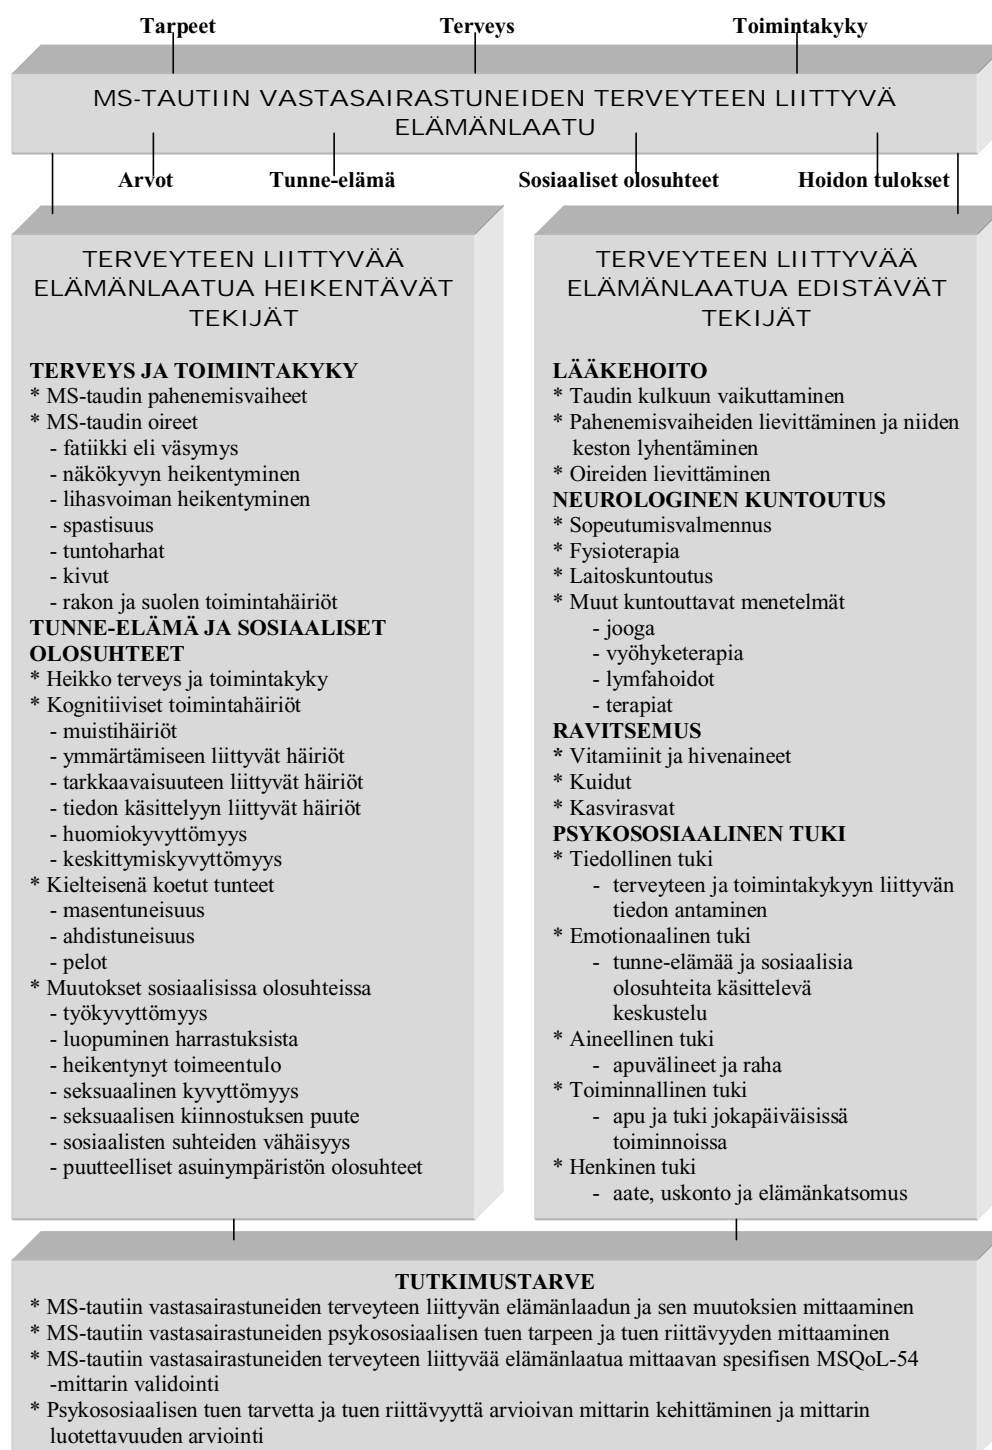 Tarpeet Terveys Toimintakyky
MS-TAUTIIN VASTASAIRASTUNEIDEN TERVEYTEEN LIITTYVÄ
ELÄMÄNLAATU
Arvot Tunne-elämä Sosiaaliset olosuhteet Hoidon tulokset
TERVEYTEEN LIITTYVÄÄ
ELÄMÄNLAATUA HEIKENTÄVÄT
TEKIJÄT
TERVEYS JA TOIMINTAKYKY
* MS-taudin pahenemisvaiheet
* MS-taudin oireet
- fatiikki eli väsymys
- näkökyvyn heikentyminen
- lihasvoiman heikentyminen
- spastisuus
- tuntoharhat
- kivut
- rakon ja suolen toimintahäiriöt
TUNNE-ELÄMÄ JA SOSIAALISET
OLOSUHTEET
* Heikko terveys ja toimintakyky
* Kognitiiviset toimintahäiriöt
- muistihäiriöt
- ymmärtämiseen liittyvät häiriöt
- tarkkaavaisuuteen liittyvät häiriöt
- tiedon käsittelyyn liittyvät häiriöt
- huomiokyvyttömyys
- keskittymiskyvyttömyys
* Kielteisenä koetut tunteet
- masentuneisuus
- ahdistuneisuus
- pelot
* Muutokset sosiaalisissa olosuhteissa
- työkyvyttömyys
- luopuminen harrastuksista
- heikentynyt toimeentulo
- seksuaalinen kyvyttömyys
- seksuaalisen kiinnostuksen puute
- sosiaalisten suhteiden vähäisyys
- puutteelliset asuinympäristön olosuhteet
TERVEYTEEN LIITTYVÄÄ
ELÄMÄNLAATUA EDISTÄVÄT
TEKIJÄT
LÄÄKEHOITO
* Taudin kulkuun vaikuttaminen
* Pahenemisvaiheiden lievittäminen ja niiden
keston lyhentäminen
* Oireiden lievittäminen
NEUROLOGINEN KUNTOUTUS
* Sopeutumisvalmennus
* Fysioterapia
* Laitoskuntoutus
* Muut kuntouttavat menetelmät
- jooga
- vyöhyketerapia
- lymfahoidot
- terapiat
RAVITSEMUS
* Vitamiinit ja hivenaineet
* Kuidut
* Kasvirasvat
PSYKOSOSIAALINEN TUKI
* Tiedollinen tuki
- terveyteen ja toimintakykyyn liittyvän
tiedon antaminen
* Emotionaalinen tuki
- tunne-elämää ja sosiaalisia
olosuhteita käsittelevä
keskustelu
* Aineellinen tuki
- apuvälineet ja raha
* Toiminnallinen tuki
- apu ja tuki jokapäiväisissä
toiminnoissa
* Henkinen tuki
- aate, uskonto ja elämänkatsomus
TUTKIMUSTARVE
* MS-tautiin vastasairastuneiden terveyteen liittyvän elämänlaadun ja sen muutoksien mittaaminen
* MS-tautiin vastasairastuneiden psykososiaalisen tuen tarpeen ja tuen riittävyyden mittaaminen
* MS-tautiin vastasairastuneiden terveyteen liittyvää elämänlaatua mittaavan spesifisen MSQoL-54
-mittarin validointi
* Psykososiaalisen tuen tarvetta ja tuen riittävyyttä arvioivan mittarin kehittäminen ja mittarin
luotettavuuden arviointi